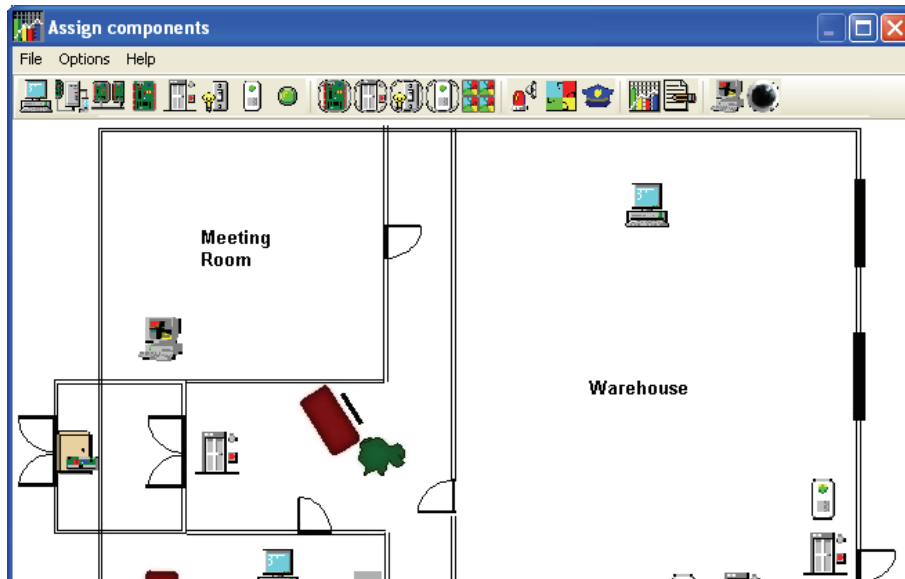 Assign components
File Options Help
Meeting
Room
Warehouse